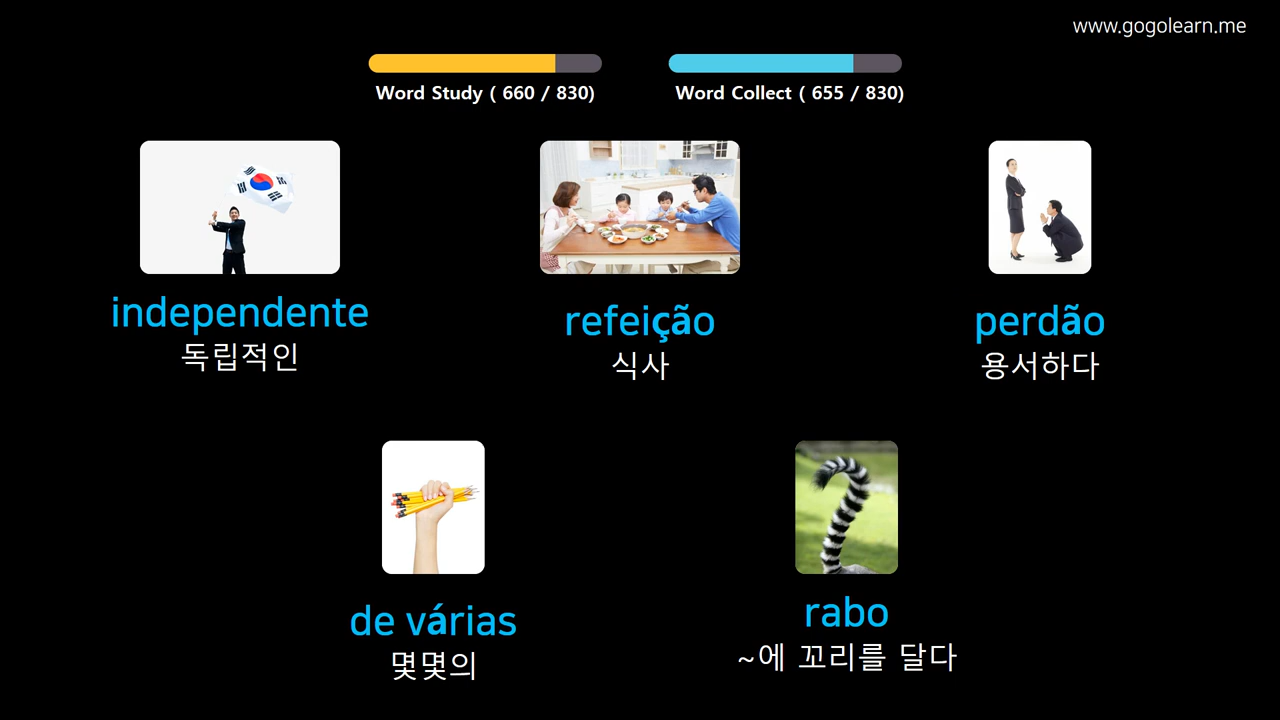 www.gogolearn.me
Word Study ( 660 / 830)
Word Collect ( 655 / 830)
independente
독립적인
refeição
식사
perdão
용서하다
de várias
몇몇의
rabo
~에 꼬리를 달다